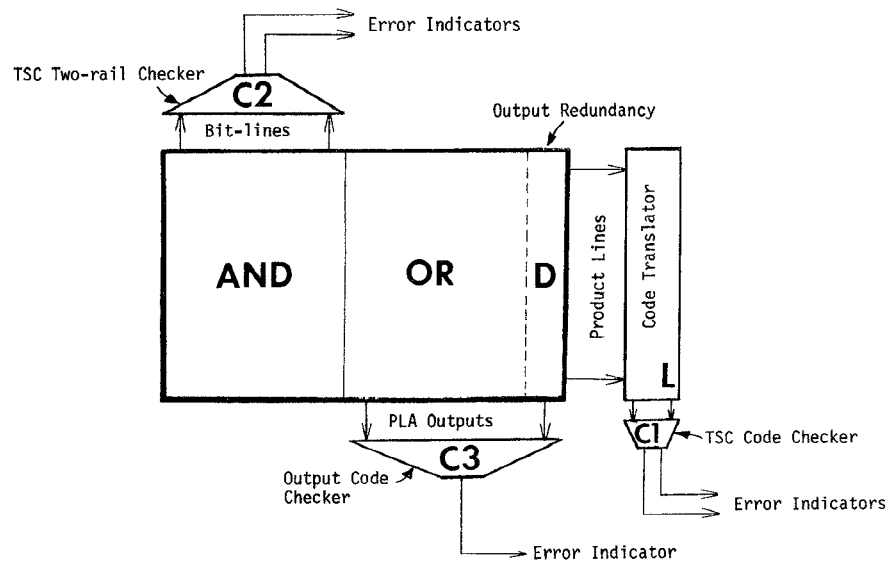 Error Indicators
TSC Two-rail Checker
C2
Bit-lines
Output Redundancy
AND
OR
D
Product Lines
Code Translator
L
PLA Outputs
C1
TSC Code Checker
C3
Output Code
Checker
Error Indicators
Error Indicator